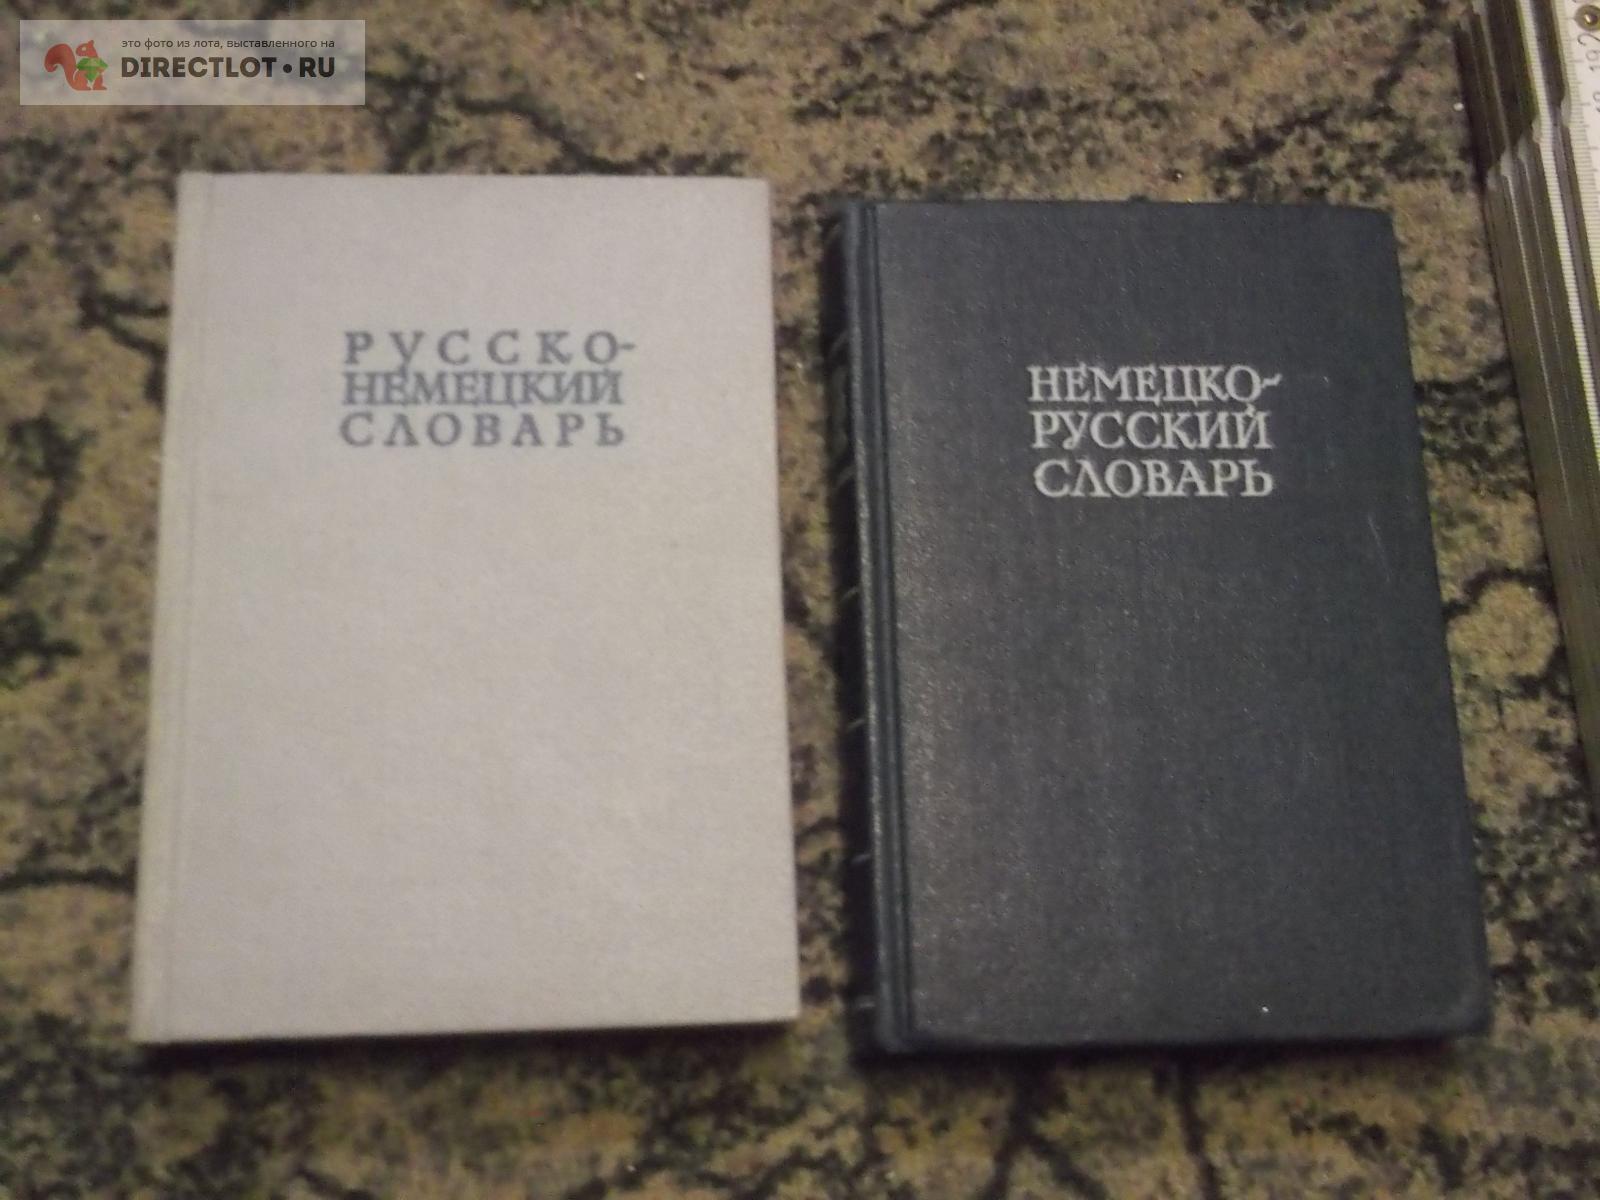 это фото из лота, выставленного на
DIRECTLOT•RU
РУССКО-
НЕМЕЦКИЙ
СЛОВАРЬ
НЕМЕЦКО-
РУССКИЙ
СЛОВАРЬ